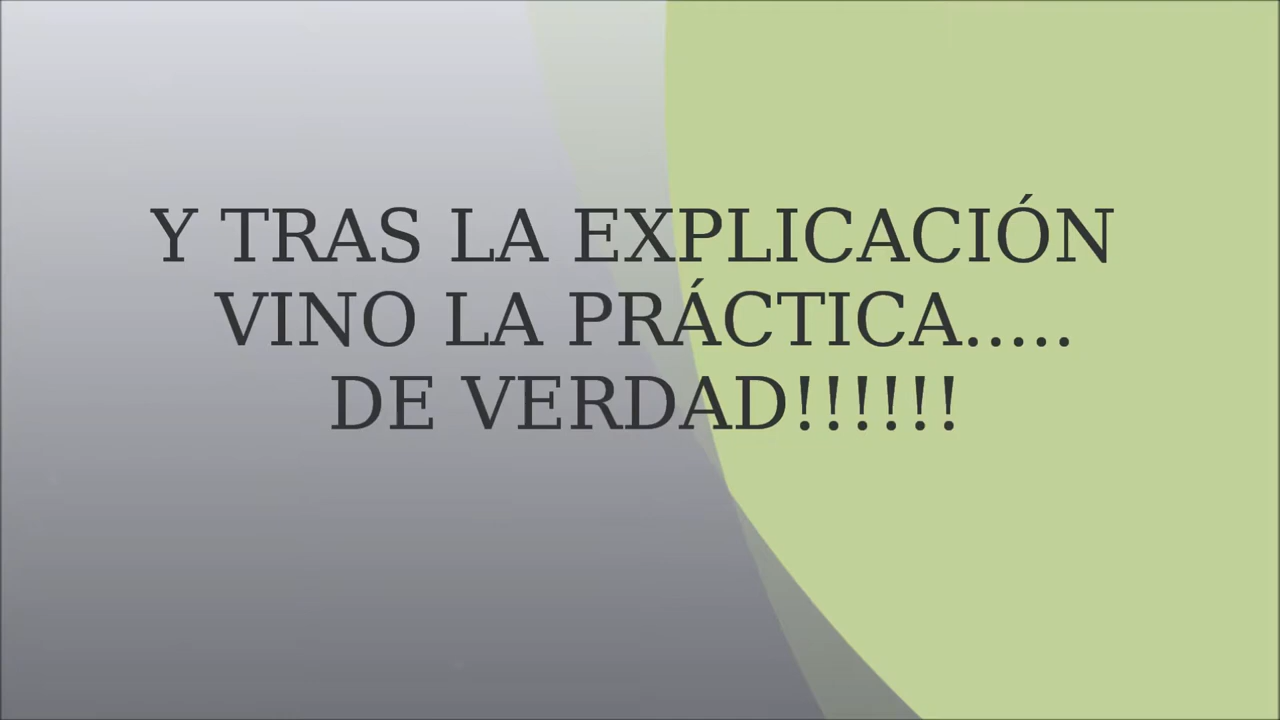 Y TRAS LA EXPLICACIÓN
VINO LA PRÁCTICA.....
DE VERDAD!!!!!!